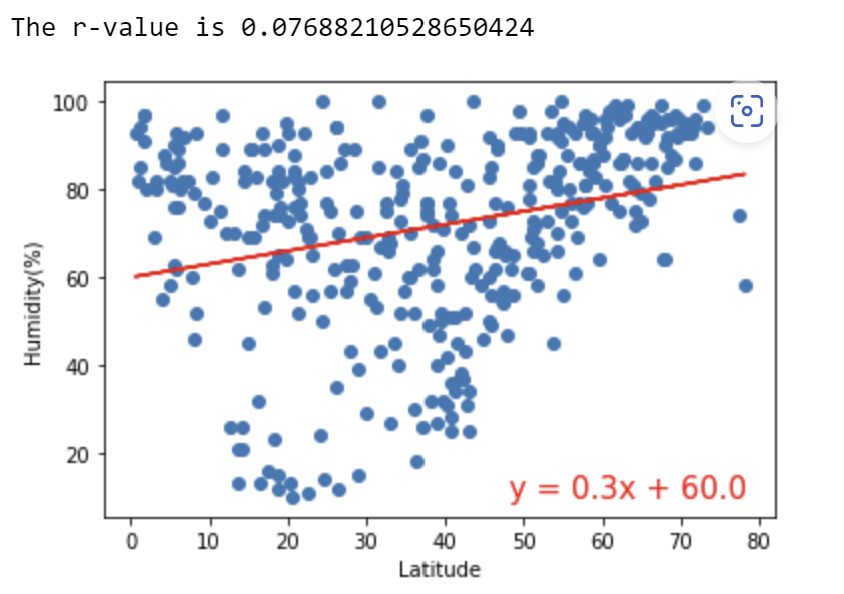 The r-value is 0.07688210528650424
100
80
60
40
20
Humidity(%)
y = 0.3x + 60.0
0 10 20 30 40 50 60 70 80
Latitude